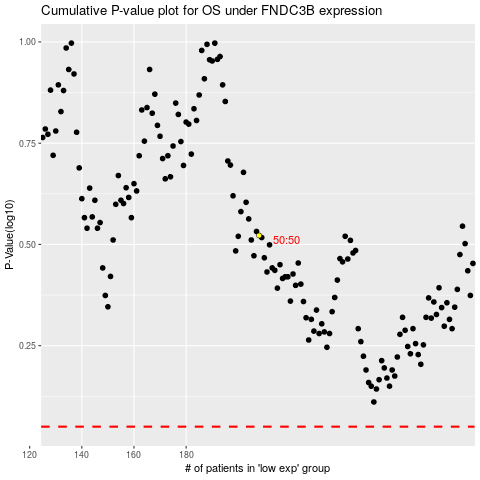 Cumulative P-value plot for OS under FNDC3B expression
P-Value(log10)
1.00
0.75
0.50
0.25
50:50
120 140 160 180
# of patients in 'low exp' group